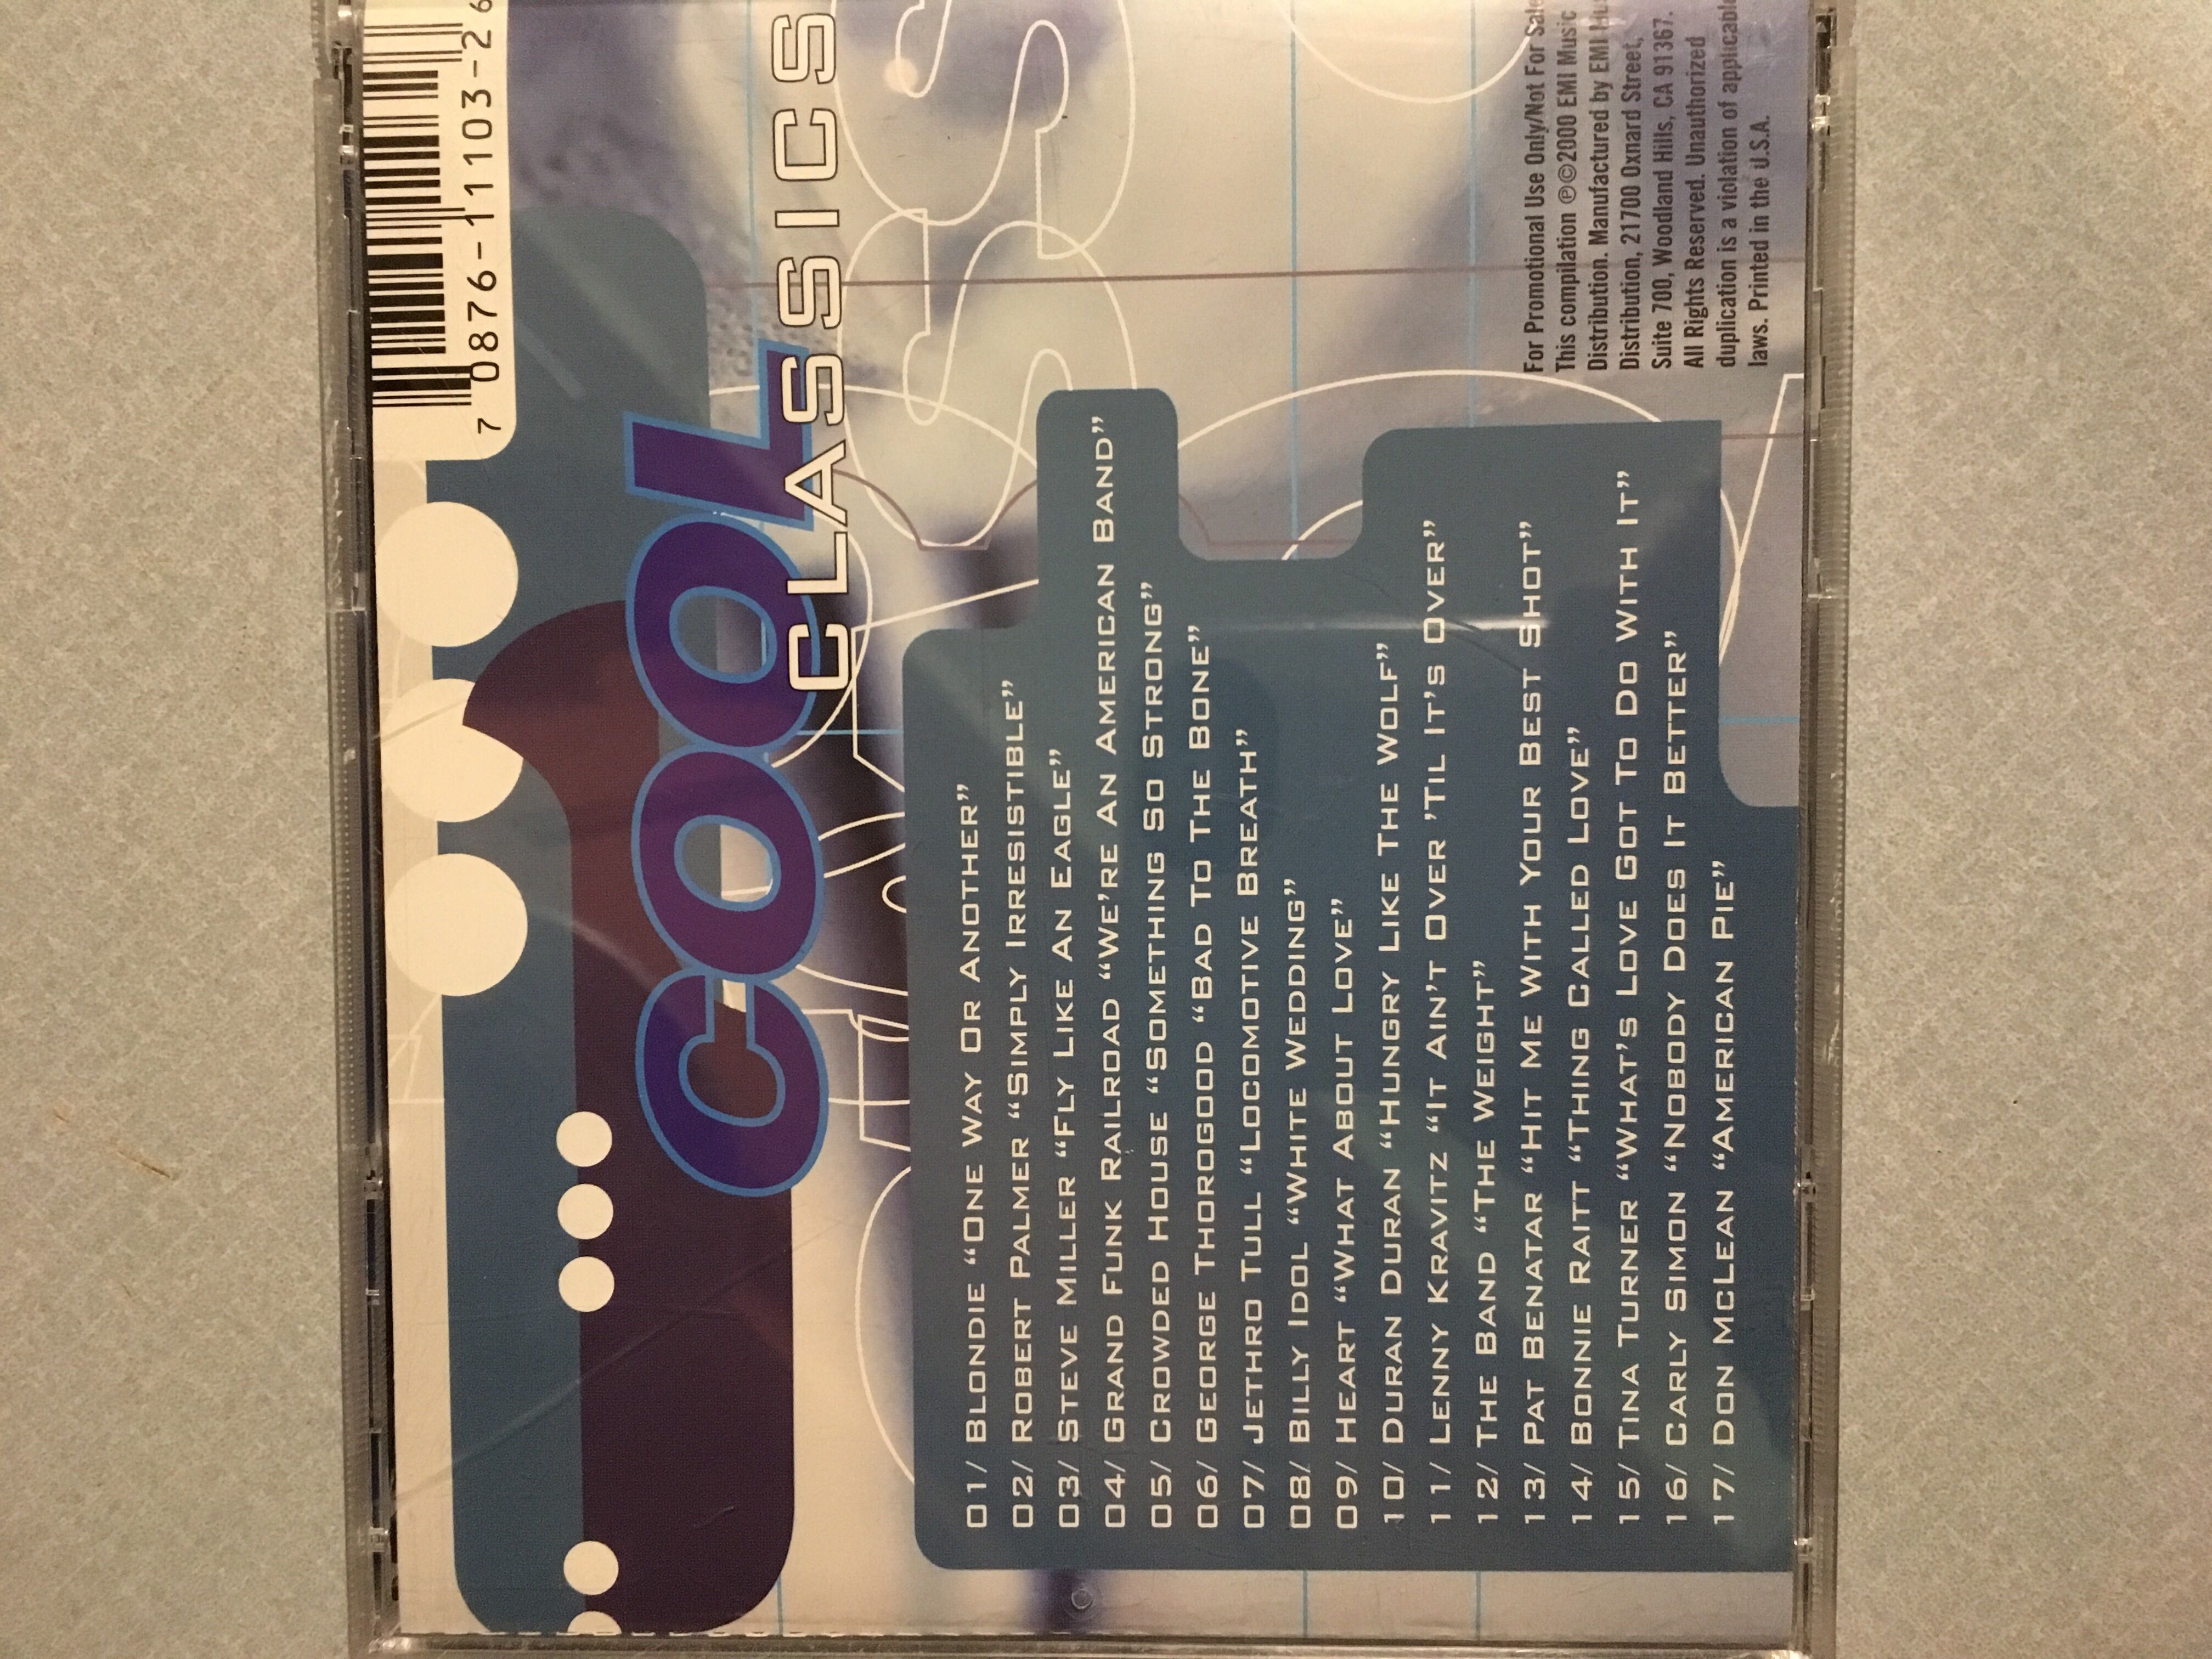 7 0876-11103-2 6
COOL
CLASSICS
01/ BLONDIE “ONE WAY OR ANOTHER”
02/ ROBERT PALMER “SIMPLY IRRESISTIBLE”
03/ STEVE MILLER “FLY LIKE AN EAGLE”
04/ GRAND FUNK RAILROAD “WE’RE AN AMERICAN BAND”
05/ CROWDED HOUSE “SOMETHING SO STRONG”
06/ GEORGE THOROGOOD “BAD TO THE BONE”
07/ JETHRO TULL “LOCOMOTIVE BREATH”
08/ BILLY IDOL “WHITE WEDDING”
09/ HEART “WHAT ABOUT LOVE”
10/ DURAN DURAN “HUNGRY LIKE THE WOLF”
11/ LENNY KRAVITZ “IT AIN’T OVER ’TIL IT’S OVER”
12/ THE BAND “THE WEIGHT”
13/ PAT BENATAR “HIT ME WITH YOUR BEST SHOT”
14/ BONNIE RAITT “THING CALLED LOVE”
15/ TINA TURNER “WHAT’S LOVE GOT TO DO WITH IT”
16/ CARLY SIMON “NOBODY DOES IT BETTER”
17/ DON MCLEAN “AMERICAN PIE”
For Promotional Use Only/Not For Sale
This compilation ℗©2000 EMI Music
Distribution. Manufactured by EMI
Distribution, 21700 Oxnard Street,
Suite 700, Woodland Hills, CA 91367.
All Rights Reserved. Unauthorized
duplication is a violation of applicable
laws. Printed in the U.S.A.